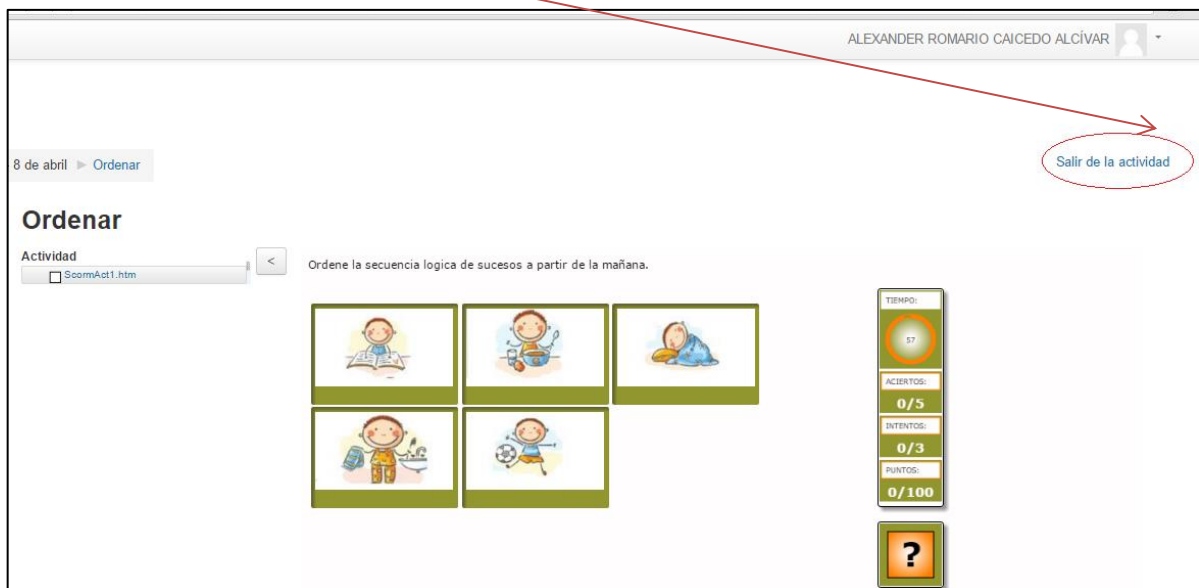 ALEXANDER ROMARIO CAICEDO ALCÍVAR
8 de abril ► Ordenar
Salir de la actividad
Ordenar
Actividad
<
ScormAct1.htm
Ordene la secuencia logica de sucesos a partir de la mañana.
TIEMPO:
57
ACIERTOS:
0/5
INTENTOS:
0/3
PUNTOS:
0/100
?